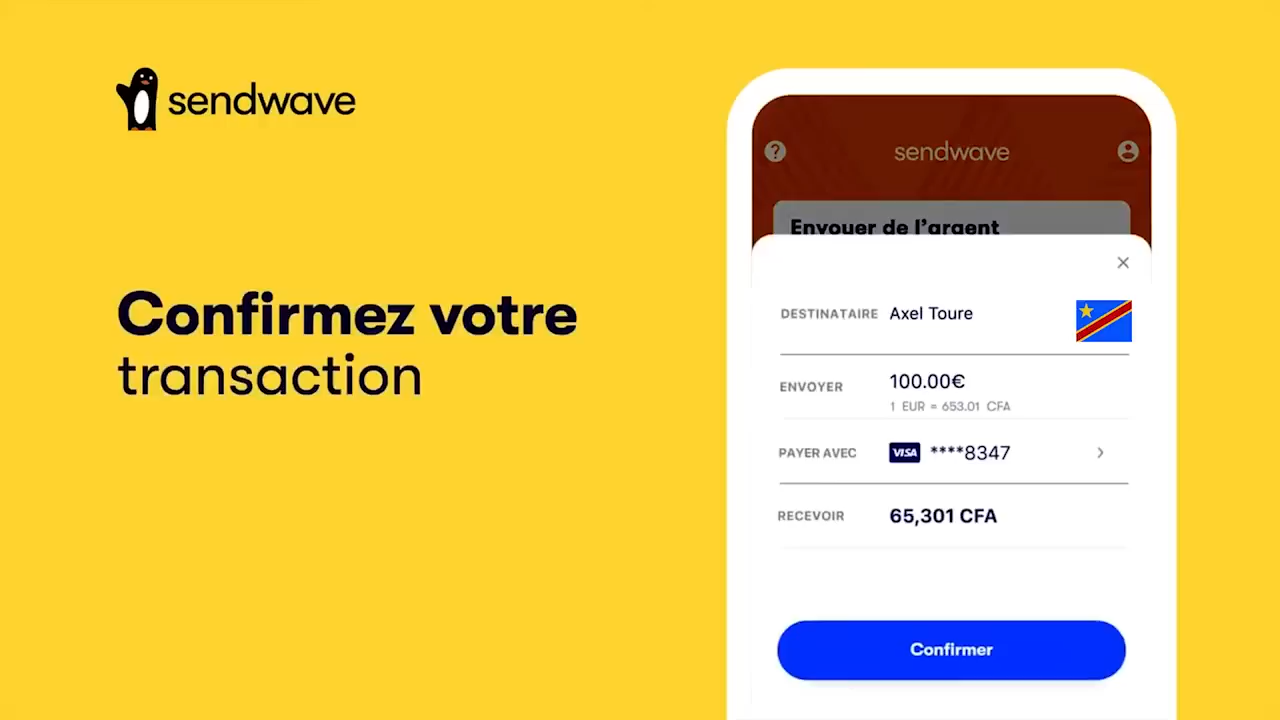 sendwave
Confirmez votre
transaction
?
sendwave
Envoyer de l'argent
DESTINATAIRE Axel Toure
ENVOYER 100.00€
1 EUR = 653.01 CFA
PAYER AVEC VISA ****8347
RECEVOIR 65,301 CFA
Confirmer